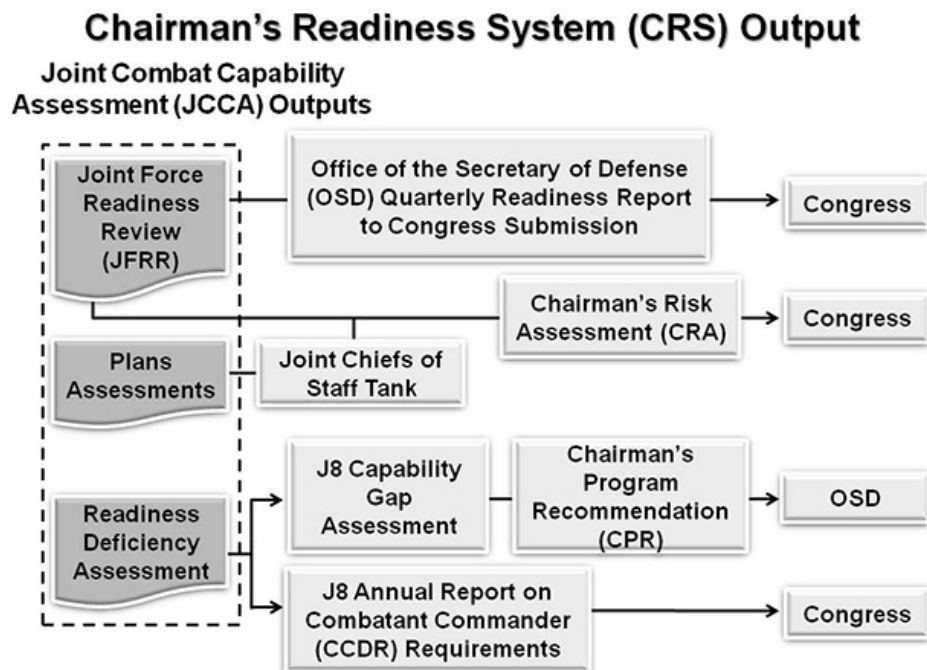 Chairman's Readiness System (CRS) Output
Joint Combat Capability
Assessment (JCCA) Outputs
Joint Force
Readiness
Review
(JFRR)
Office of the Secretary of Defense
(OSD) Quarterly Readiness Report
to Congress Submission
Congress
Chairman's Risk
Assessment (CRA)
Congress
Plans
Assessments
Joint Chiefs of
Staff Tank
Readiness
Deficiency
Assessment
J8 Capability
Gap
Assessment
Chairman's
Program
Recommendation
(CPR)
OSD
J8 Annual Report on
Combatant Commander
(CCDR) Requirements
Congress